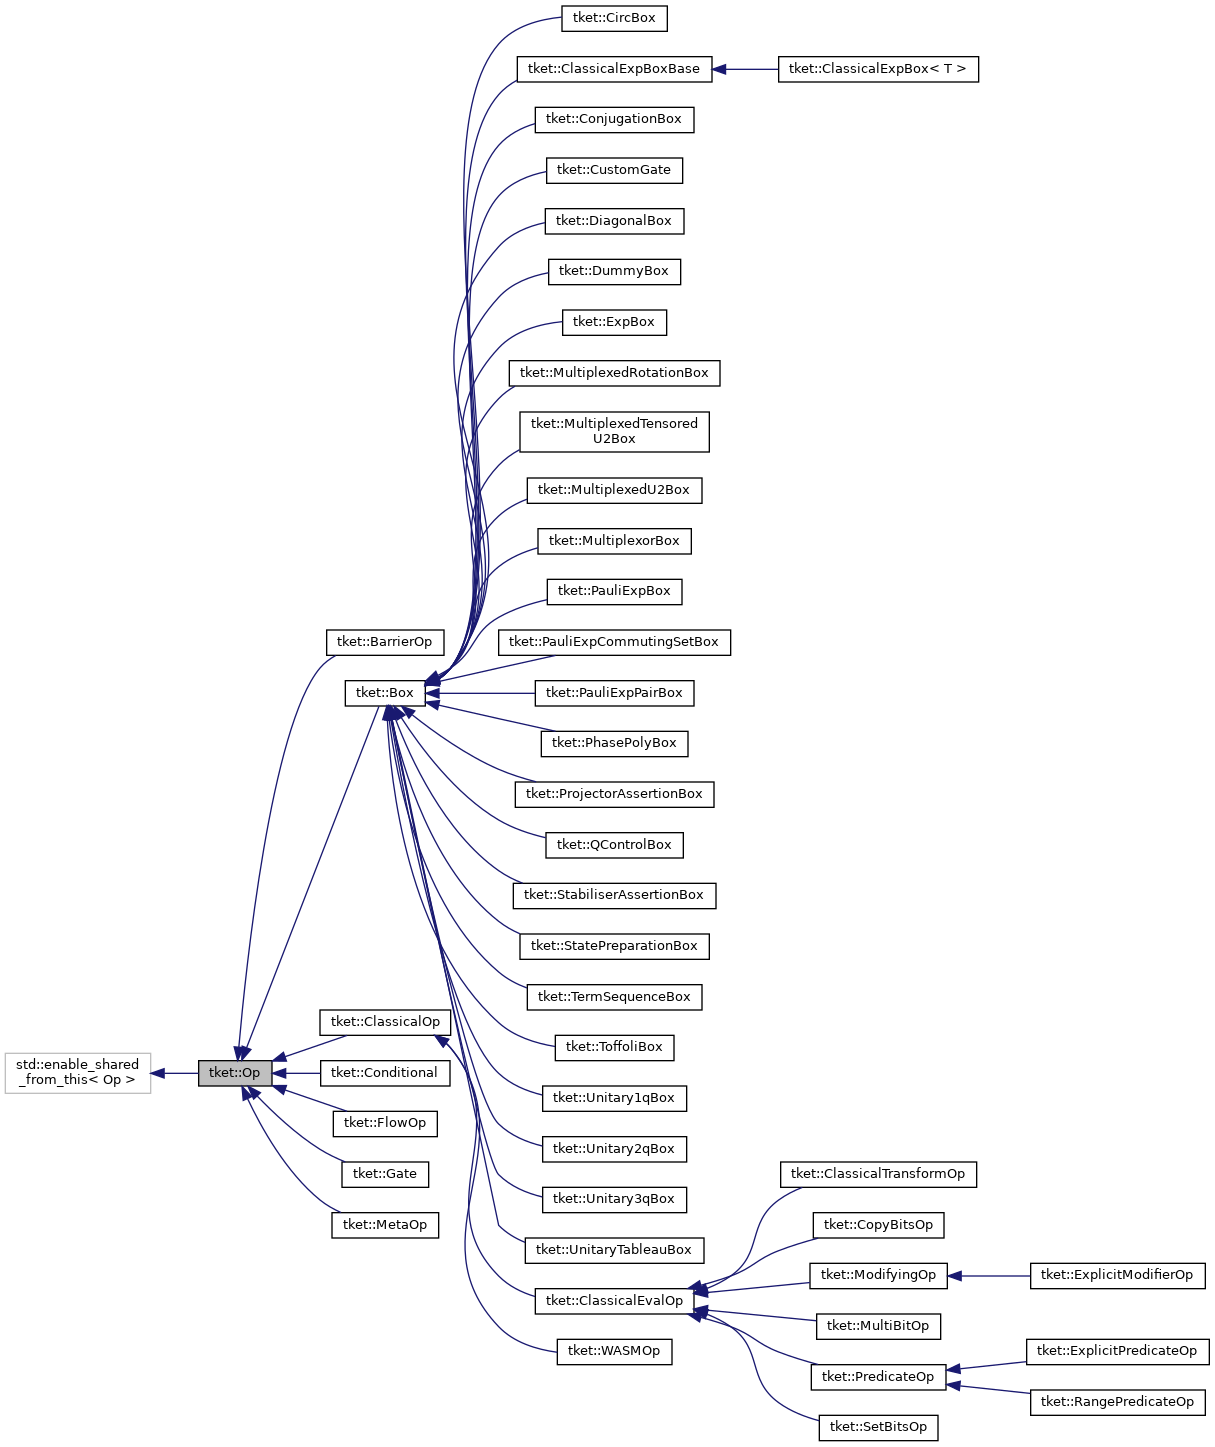 tket::CircBox
tket::ClassicalExpBoxBase
tket::ClassicalExpBox< T >
tket::ConjugationBox
tket::CustomGate
tket::DiagonalBox
tket::DummyBox
tket::ExpBox
tket::MultiplexedRotationBox
tket::MultiplexedTensored
U2Box
tket::MultiplexedU2Box
tket::MultiplexorBox
tket::PauliExpBox
tket::BarrierOp
tket::PauliExpCommutingSetBox
tket::Box
tket::PauliExpPairBox
tket::PhasePolyBox
tket::ProjectorAssertionBox
tket::QControlBox
tket::StabiliserAssertionBox
tket::StatePreparationBox
tket::TermSequenceBox
tket::ClassicalOp
tket::ToffoliBox
std::enable_shared
_from_this< Op >
tket::Op
tket::Conditional
tket::Unitary1qBox
tket::FlowOp
tket::Unitary2qBox
tket::Gate
tket::ClassicalTransformOp
tket::Unitary3qBox
tket::MetaOp
tket::CopyBitsOp
tket::UnitaryTableauBox
tket::ModifyingOp
tket::ExplicitModifierOp
tket::ClassicalEvalOp
tket::MultiBitOp
tket::WASMOp
tket::ExplicitPredicateOp
tket::PredicateOp
tket::RangePredicateOp
tket::SetBitsOp